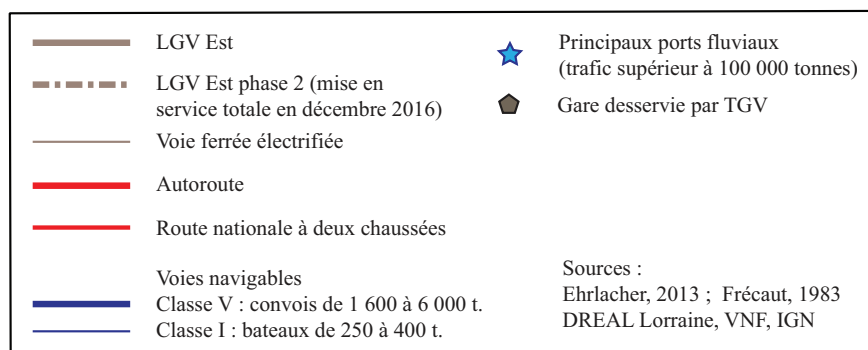 LGV Est
LGV Est phase 2 (mise en
service totale en décembre 2016)
Voie ferrée électrifiée
Autoroute
Route nationale à deux chaussées
Voies navigables
Classe V : convois de 1 600 à 6 000 t.
Classe I : bateaux de 250 à 400 t.
Principaux ports fluviaux
(trafic supérieur à 100 000 tonnes)
Gare desservie par TGV
Sources :
Ehrlacher, 2013 ; Frécaut, 1983
DREAL Lorraine, VNF, IGN